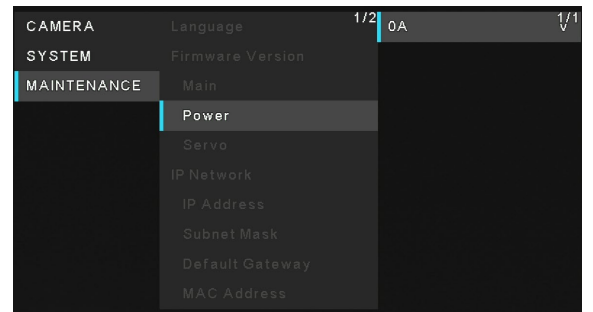 CAMERA
SYSTEM
MAINTENANCE
Language 1/2
Firmware Version
Main
Power
Servo
IP Network
IP Address
Subnet Mask
Default Gateway
MAC Address
0A 1/1